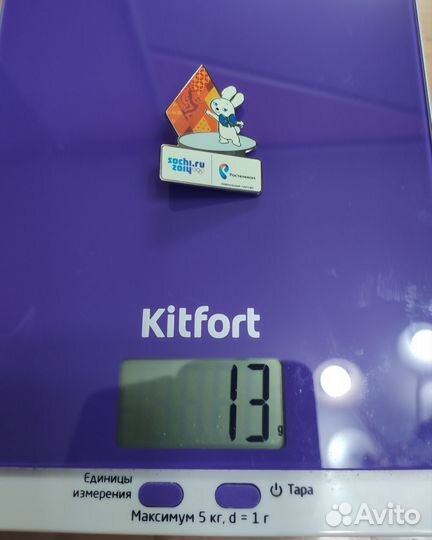 sochi.ru
2014
Ростелеком
Kitfort
13
g
Единицы
измерения
Тара
Максимум 5 кг, d = 1 г
Avito